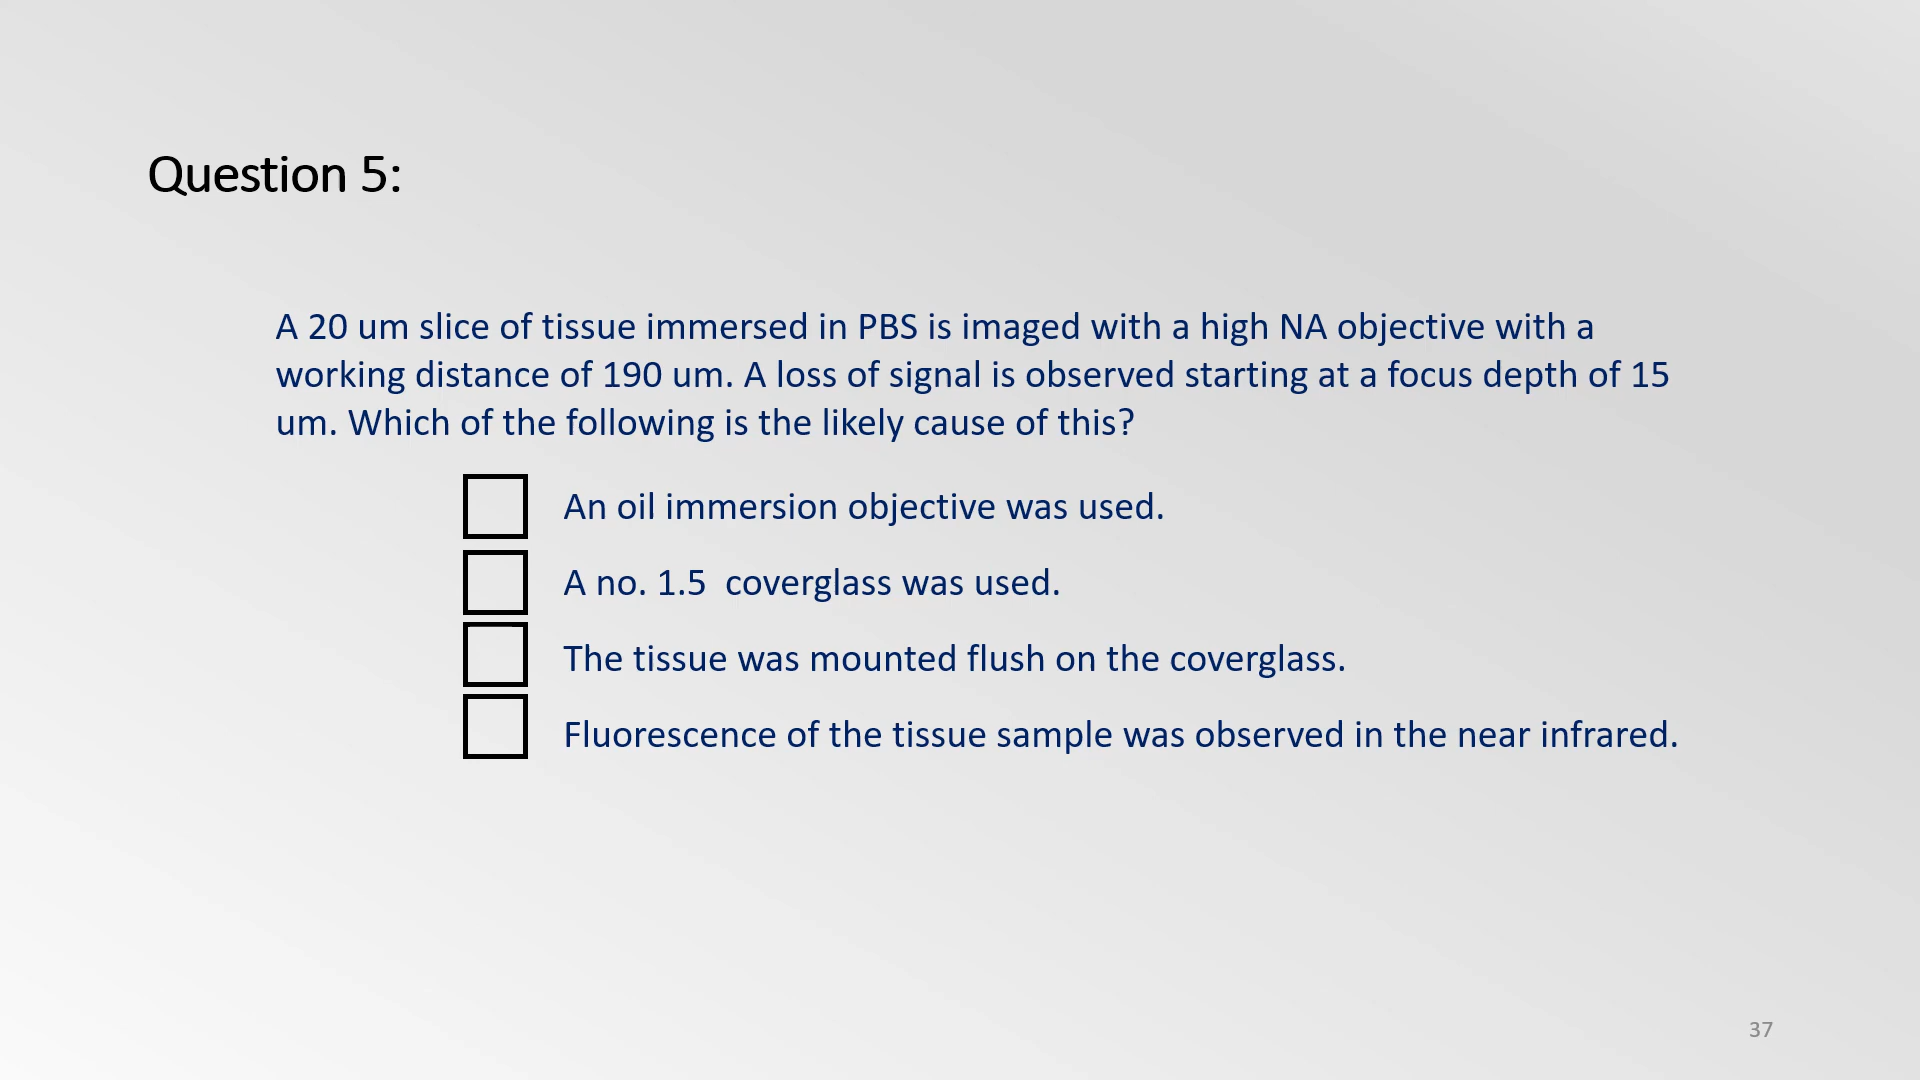 Question 5:
A 20 um slice of tissue immersed in PBS is imaged with a high NA objective with a
working distance of 190 um. A loss of signal is observed starting at a focus depth of 15
um. Which of the following is the likely cause of this?
An oil immersion objective was used.
A no. 1.5  coverglass was used.
The tissue was mounted flush on the coverglass.
Fluorescence of the tissue sample was observed in the near infrared.
37